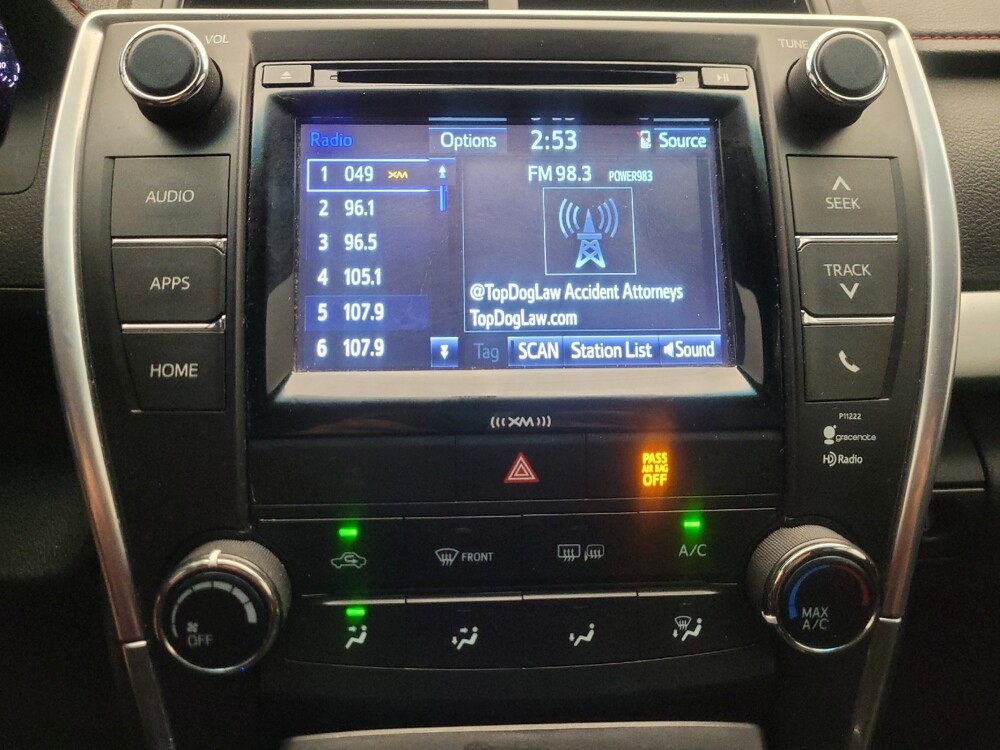 VOL
TUNE
Radio
Options
2:53
Source
1 049 XM
FM 98.3 POWER983
2 96.1
3 96.5
4 105.1
5 107.9
6 107.9
@TopDogLaw Accident Attorneys
TopDogLaw.com
Tag
SCAN
Station List
Sound
AUDIO
APPS
HOME
SEEK
TRACK
P11222
gracenote
HD Radio
XM
PASS
AIR BAG
OFF
FRONT
A/C
OFF
MAX
A/C